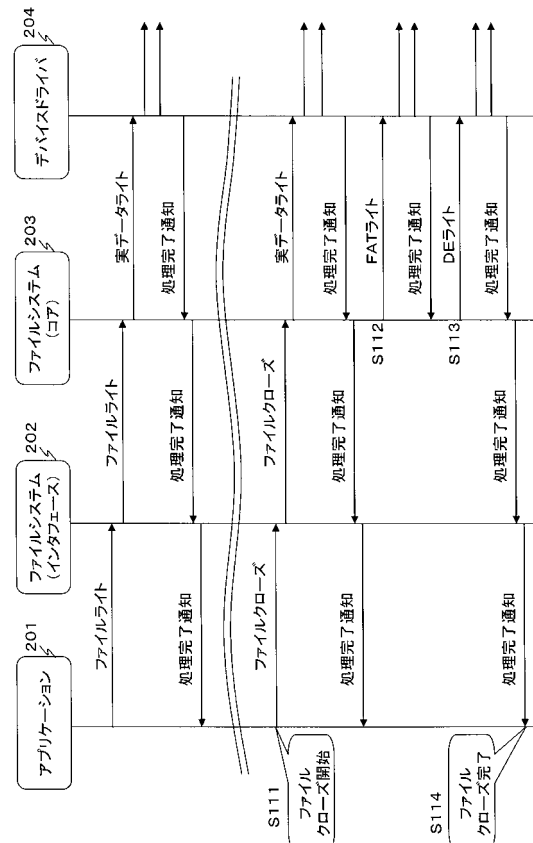 アプリケーション
201
ファイルシステム
(インタフェース)
202
ファイルシステム
(コア)
203
デバイスドライバ
204
ファイルライト
ファイルライト
実データライト
処理完了通知
処理完了通知
処理完了通知
S111
ファイル
クローズ開始
ファイルクローズ
ファイルクローズ
実データライト
処理完了通知
処理完了通知
処理完了通知
S112
FATライト
処理完了通知
S113
DEライト
処理完了通知
処理完了通知
処理完了通知
S114
ファイル
クローズ完了